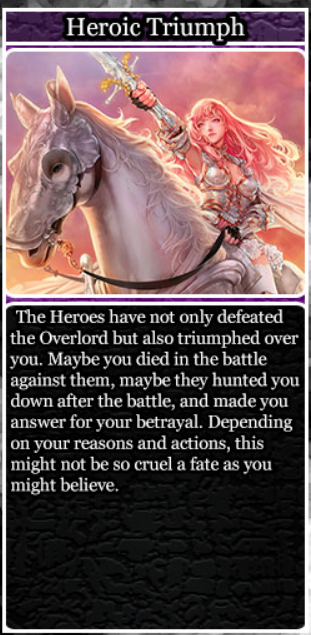 Heroic Triumph
The Heroes have not only defeated
the Overlord but also triumphed over
you. Maybe you died in the battle
against them, maybe they hunted you
down after the battle, and made you
answer for your betrayal. Depending
on your reasons and actions, this
might not be so cruel a fate as you
might believe.